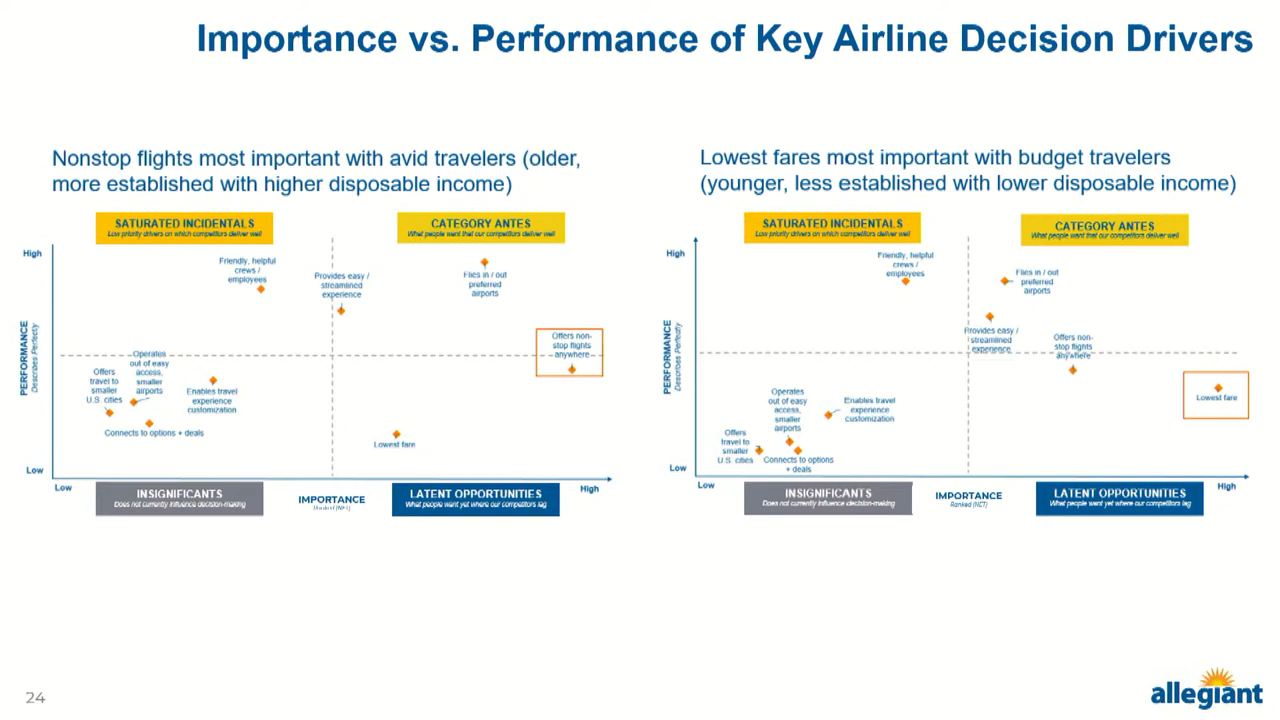 Importance vs. Performance of Key Airline Decision Drivers
Nonstop flights most important with avid travelers (older,
more established with higher disposable income)
SATURATED INCIDENTALS
Low priority drivers on which competitors deliver well
CATEGORY ANTES
What people want that our competitors deliver well
High
PERFORMANCE
Describes Perfectly
Low
Friendly, helpful
crews /
employees
Provides easy /
streamlined
experience
Flies in / out
preferred
airports
Offers non-
stop flights
anywhere
Operates
out of easy
access,
smaller
airports
Offers
travel to
smaller
U.S. cities
Enables travel
experience
customization
Connects to options + deals
Lowest fare
Low
INSIGNIFICANTS
Does not currently influence decision-making
IMPORTANCE
LATENT OPPORTUNITIES
What people want yet where our competitors lag
High
Lowest fares most important with budget travelers
(younger, less established with lower disposable income)
SATURATED INCIDENTALS
Low priority drivers on which competitors deliver well
CATEGORY ANTES
What people want that our competitors deliver well
High
PERFORMANCE
Describes Perfectly
Low
Friendly, helpful
crews /
employees
Flies in / out
preferred
airports
Provides easy /
streamlined
experience
Offers non-
stop flights
anywhere
Lowest fare
Operates
out of easy
access,
smaller
airports
Enables travel
experience
customization
Offers
travel to
smaller
U.S. cities
Connects to options
+ deals
Low
INSIGNIFICANTS
Does not currently influence decision-making
IMPORTANCE
Ranked (NET)
LATENT OPPORTUNITIES
What people want yet where our competitors lag
High
24
allegiant